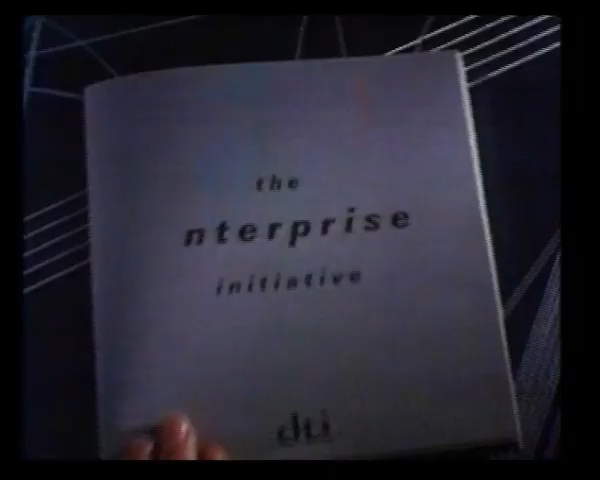 the
nterprise
initiative
dti